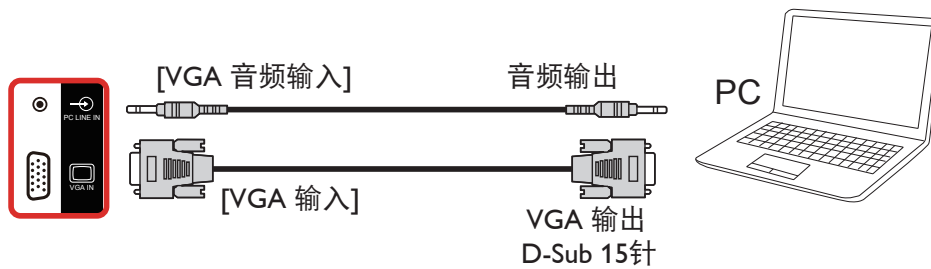 [VGA 音频输入]
音频输出
PC
PC LINE IN
VGA IN
[VGA 输入]
VGA 输出
D-Sub 15针